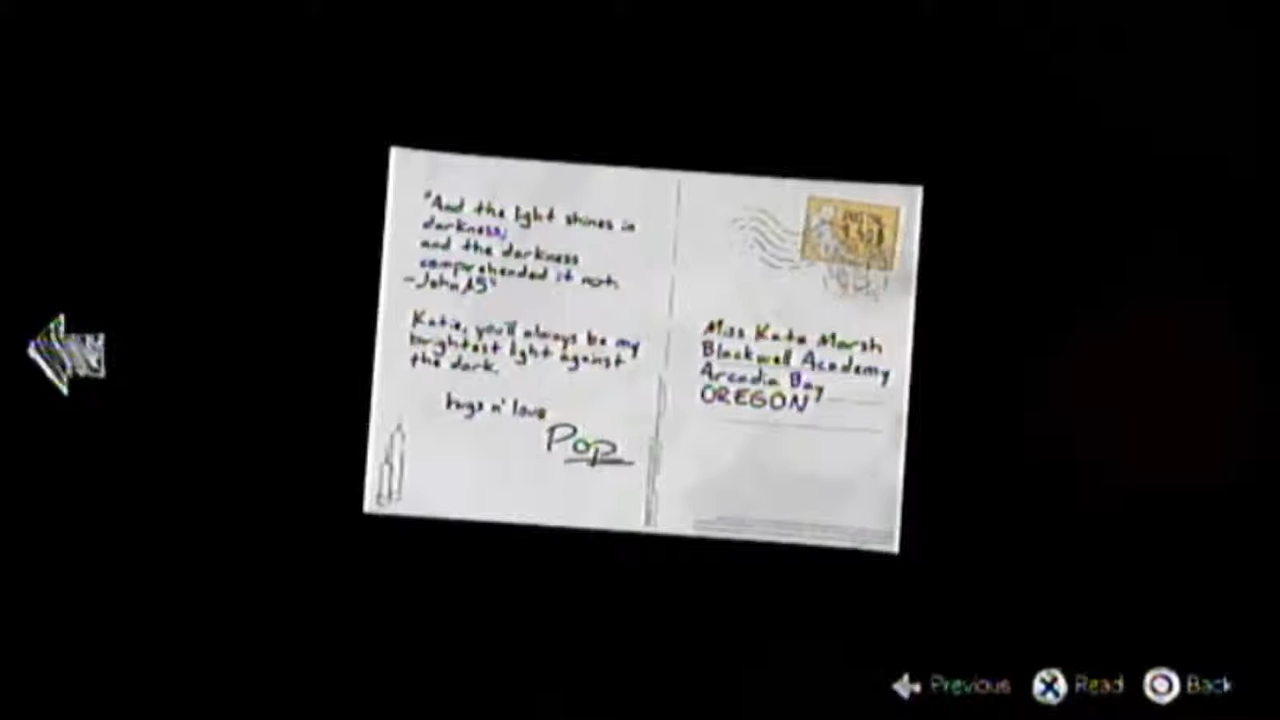 "And the light shines in
darkness;
and the darkness
comprehended it not.
-John 1:5"
Katie, you'll always be my
brightest light against
the dark.
hugs n' love
Pop
Miss Kate Marsh
Blackwell Academy
Arcadia Bay
OREGON
Previous
Read
Back